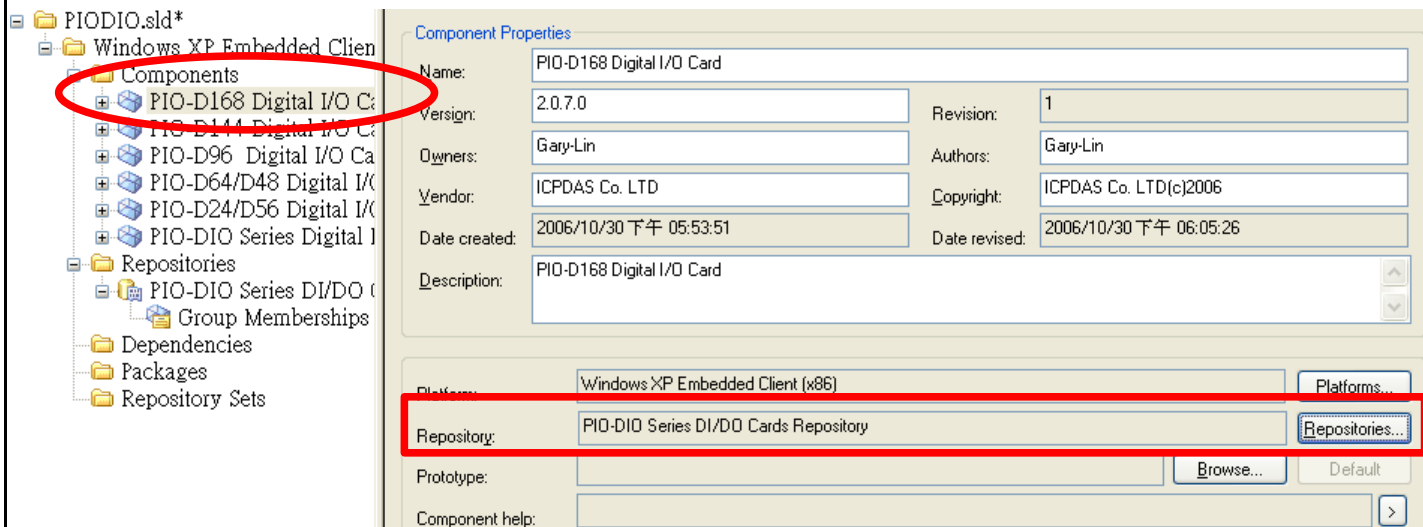 PIODIO.sld*
Windows XP Embedded Clien
Components
PIO-D168 Digital I/O Ca
PIO-D144 Digital I/O Ca
PIO-D96 Digital I/O Ca
PIO-D64/D48 Digital I/(
PIO-D24/D56 Digital I/(
PIO-DIO Series Digital I
Repositories
PIO-DIO Series DI/DO (
Group Memberships
Dependencies
Packages
Repository Sets
Component Properties
Name: PIO-D168 Digital I/O Card
Version: 2.0.7.0 Revision: 1
Owners: Gary-Lin Authors: Gary-Lin
Vendor: ICPDAS Co. LTD Copyright: ICPDAS Co. LTD(c)2006
Date created: 2006/10/30 下午 05:53:51 Date revised: 2006/10/30 下午 06:05:26
Description: PIO-D168 Digital I/O Card
Platform: Windows XP Embedded Client (x86) Platforms...
Repository: PIO-DIO Series DI/DO Cards Repository Repositories...
Prototype: Browse... Default
Component help: >